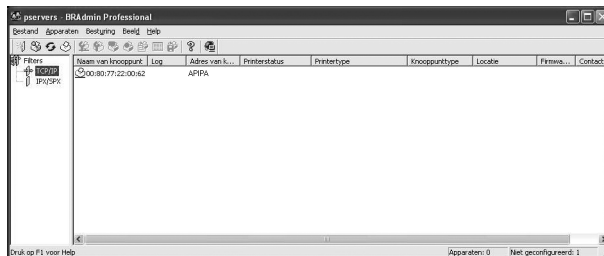 pservers - BRAdmin Professional
Bestand Apparaten Besturing Beeld Help
Filters
TCP/IP
IPX/SPX
Naam van knooppunt Log Adres van k... Printerstatus Printertype Knooppunttype Locatie Firmwa... Contact
00:80:77:22:00:62 APIPA
Druk op F1 voor Help Apparaten: 0 Niet geconfigureerd: 1